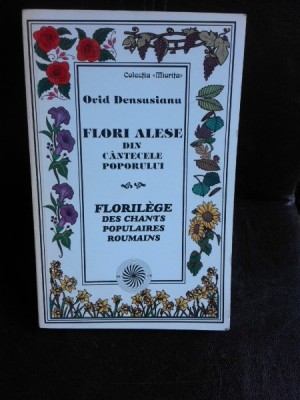 Colecția «Miorița»
Ovid Densusianu
FLORI ALESE
DIN
CÂNTECELE
POPORULUI
FLORILÈGE
DES CHANTS
POPULAIRES
ROUMAINS